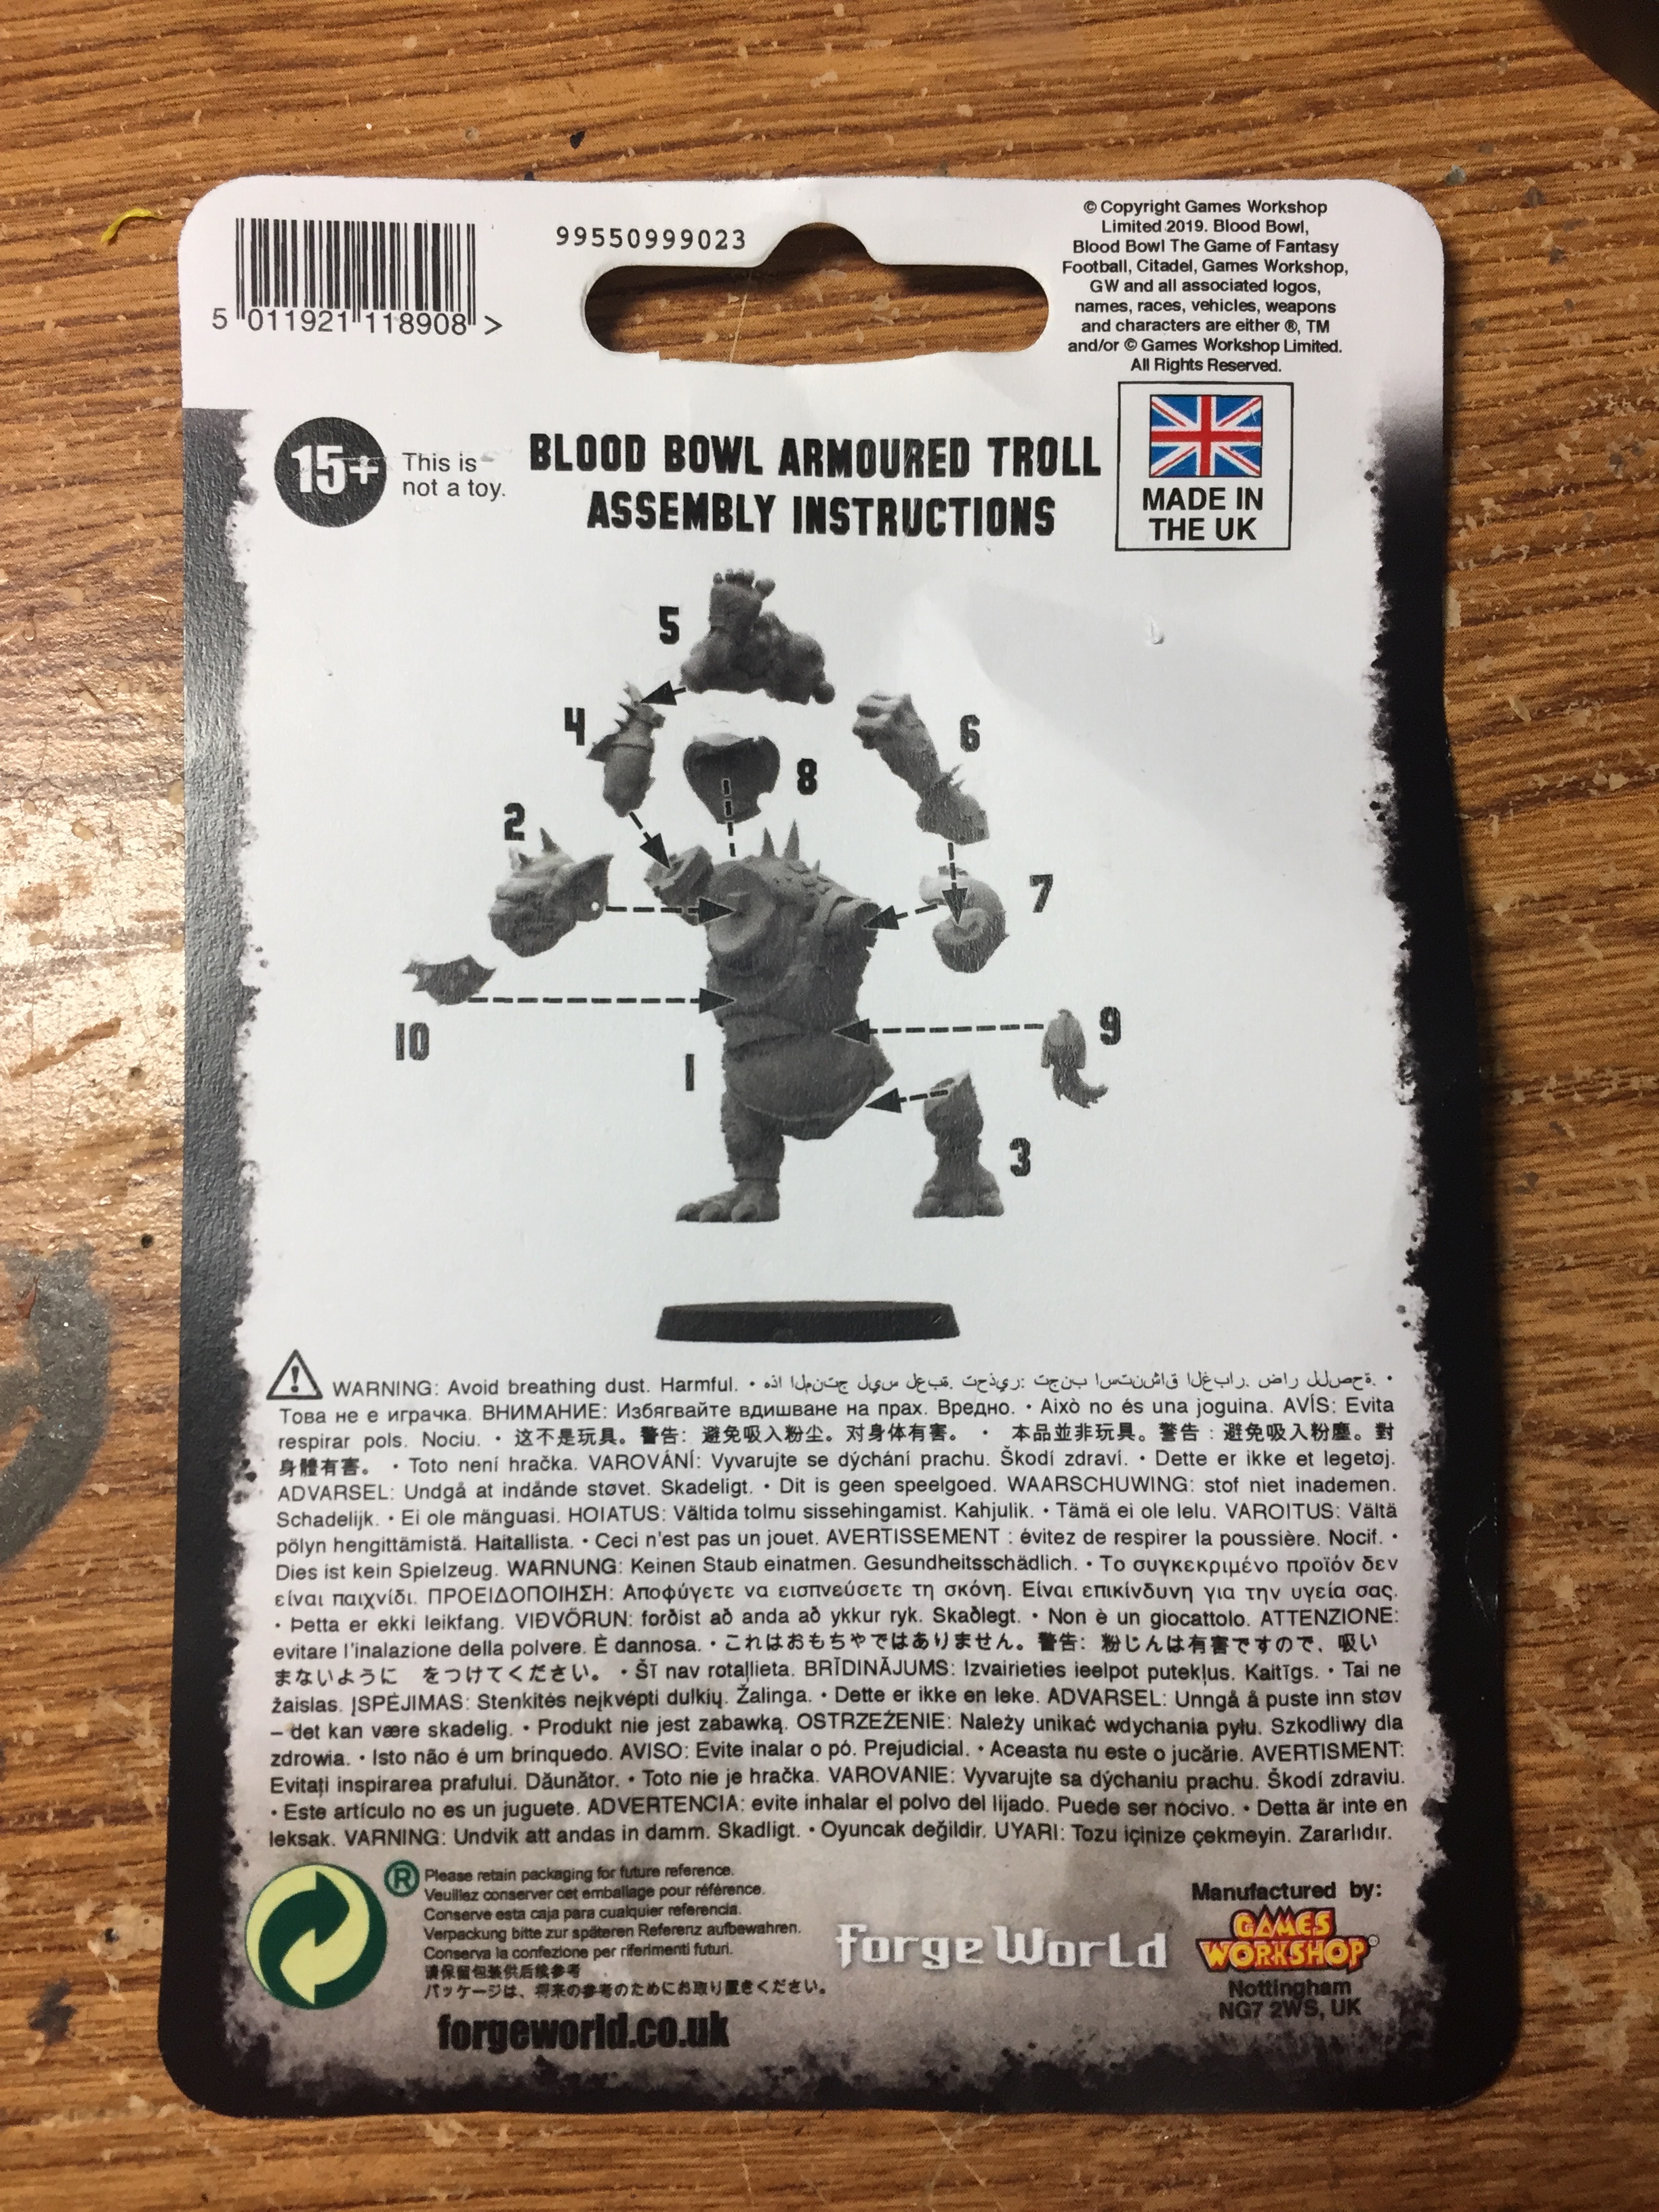 99550999023
5 011921 118908 >
© Copyright Games Workshop
Limited 2019. Blood Bowl,
Blood Bowl The Game of Fantasy
Football, Citadel, Games Workshop,
GW and all associated logos,
names, races, vehicles, weapons
and characters are either ®, TM
and/or © Games Workshop Limited.
All Rights Reserved.
15+
This is
not a toy.
BLOOD BOWL ARMOURED TROLL
ASSEMBLY INSTRUCTIONS
MADE IN
THE UK
5
4
6
8
2
7
10
9
1
3
WARNING: Avoid breathing dust. Harmful. • هذا المنتج ليس لعبة. تحذير: تجنب استنشاق الغبار. ضار للصحة. •
Това не е играчка. ВНИМАНИЕ: Избягвайте вдишване на прах. Вредно. • Això no és una joguina. AVÍS: Evita
respirar pols. Nociu. • 这不是玩具。警告：避免吸入粉尘。对身体有害。 • 本品並非玩具。警告：避免吸入粉塵。對
身體有害。 • Toto není hračka. VAROVÁNÍ: Vyvarujte se dýchání prachu. Škodí zdraví. • Dette er ikke et legetøj.
ADVARSEL: Undgå at indånde støvet. Skadeligt. • Dit is geen speelgoed. WAARSCHUWING: stof niet inademen.
Schadelijk. • Ei ole mänguasi. HOIATUS: Vältida tolmu sissehingamist. Kahjulik. • Tämä ei ole lelu. VAROITUS: Vältä
pölyn hengittämistä. Haitallista. • Ceci n'est pas un jouet. AVERTISSEMENT : évitez de respirer la poussière. Nocif. •
Dies ist kein Spielzeug. WARNUNG: Keinen Staub einatmen. Gesundheitsschädlich. • Το συγκεκριμένο προϊόν δεν
είναι παιχνίδι. ΠΡΟΕΙΔΟΠΟΙΗΣΗ: Αποφύγετε να εισπνεύσετε τη σκόνη. Είναι επικίνδυνη για την υγεία σας.
• Þetta er ekki leikfang. VIÐVÖRUN: forðist að anda að ykkur ryk. Skaðlegt. • Non è un giocattolo. ATTENZIONE:
evitare l'inalazione della polvere. È dannosa. • これはおもちゃではありません。警告：粉じんは有害ですので、吸い
まないように をつけてください。 • Šī nav rotaļlieta. BRĪDINĀJUMS: Izvairieties ieelpot putekļus. Kaitīgs. • Tai ne
žaislas. ĮSPĖJIMAS: Stenkitės neįkvėpti dulkių. Žalinga. • Dette er ikke en leke. ADVARSEL: Unngå å puste inn støv
– det kan være skadelig. • Produkt nie jest zabawką. OSTRZEŻENIE: Należy unikać wdychania pyłu. Szkodliwy dla
zdrowia. • Isto não é um brinquedo. AVISO: Evite inalar o pó. Prejudicial. • Aceasta nu este o jucărie. AVERTISMENT:
Evitați inspirarea prafului. Dăunător. • Toto nie je hračka. VAROVANIE: Vyvarujte sa dýchaniu prachu. Škodí zdraviu.
• Este artículo no es un juguete. ADVERTENCIA: evite inhalar el polvo del lijado. Puede ser nocivo. • Detta är inte en
leksak. VARNING: Undvik att andas in damm. Skadligt. • Oyuncak değildir. UYARI: Tozu içinize çekmeyin. Zararlıdır.
®
Please retain packaging for future reference.
Veuillez conserver cet emballage pour référence.
Conserve esta caja para cualquier referencia.
Verpackung bitte zur späteren Referenz aufbewahren.
Conserva la confezione per riferimenti futuri.
请保留包装供后续参考
パッケージは、将来の参考のためにお取り置きください。
forgeworld.co.uk
Forge World
Manufactured by:
GAMES
WORKSHOP
Nottingham
NG7 2WS, UK